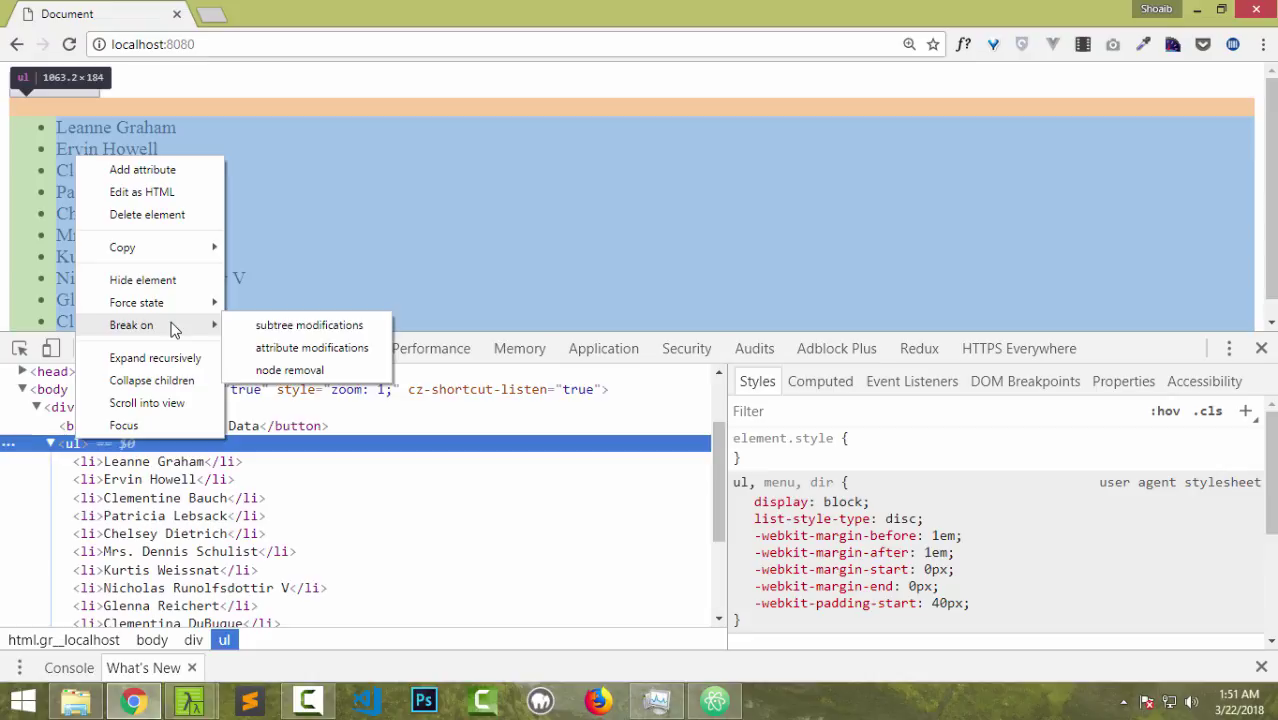 Document
Shoaib
localhost:8080
f?
ul 1063.2×184
Leanne Graham
Ervin Howell
Cl
Pa
Ch
Mr
Ku
Ni r V
Gl
Cl
Add attribute
Edit as HTML
Delete element
Copy
Hide element
Force state
Break on
Expand recursively
Collapse children
Scroll into view
Focus
subtree modifications
attribute modifications
node removal
Performance Memory Application Security Audits Adblock Plus Redux HTTPS Everywhere
<head>
<body "true" style="zoom: 1;" cz-shortcut-listen="true">
<div
<b Data</button>
… <ul> == $0
<li>Leanne Graham</li>
<li>Ervin Howell</li>
<li>Clementine Bauch</li>
<li>Patricia Lebsack</li>
<li>Chelsey Dietrich</li>
<li>Mrs. Dennis Schulist</li>
<li>Kurtis Weissnat</li>
<li>Nicholas Runolfsdottir V</li>
<li>Glenna Reichert</li>
<li>Clementina DuBuque</li>
html.gr__localhost body div ul
Styles Computed Event Listeners DOM Breakpoints Properties Accessibility
Filter :hov .cls +
element.style {
}
ul, menu, dir { user agent stylesheet
display: block;
list-style-type: disc;
-webkit-margin-before: 1em;
-webkit-margin-after: 1em;
-webkit-margin-start: 0px;
-webkit-margin-end: 0px;
-webkit-padding-start: 40px;
}
Console What's New
Ps
1:51 AM
3/22/2018